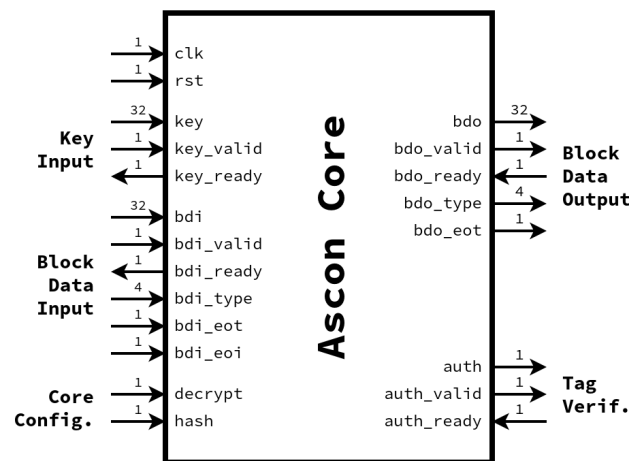 1 clk
1 rst
Key Input
32 key
1 key_valid
1 key_ready
Block Data Input
32 bdi
1 bdi_valid
1 bdi_ready
4 bdi_type
1 bdi_eot
1 bdi_eoi
Core Config.
1 decrypt
1 hash
Ascon Core
bdo 32
bdo_valid 1
bdo_ready 1
bdo_type 4
bdo_eot 1
Block Data Output
auth 1
auth_valid 1
auth_ready 1
Tag Verif.